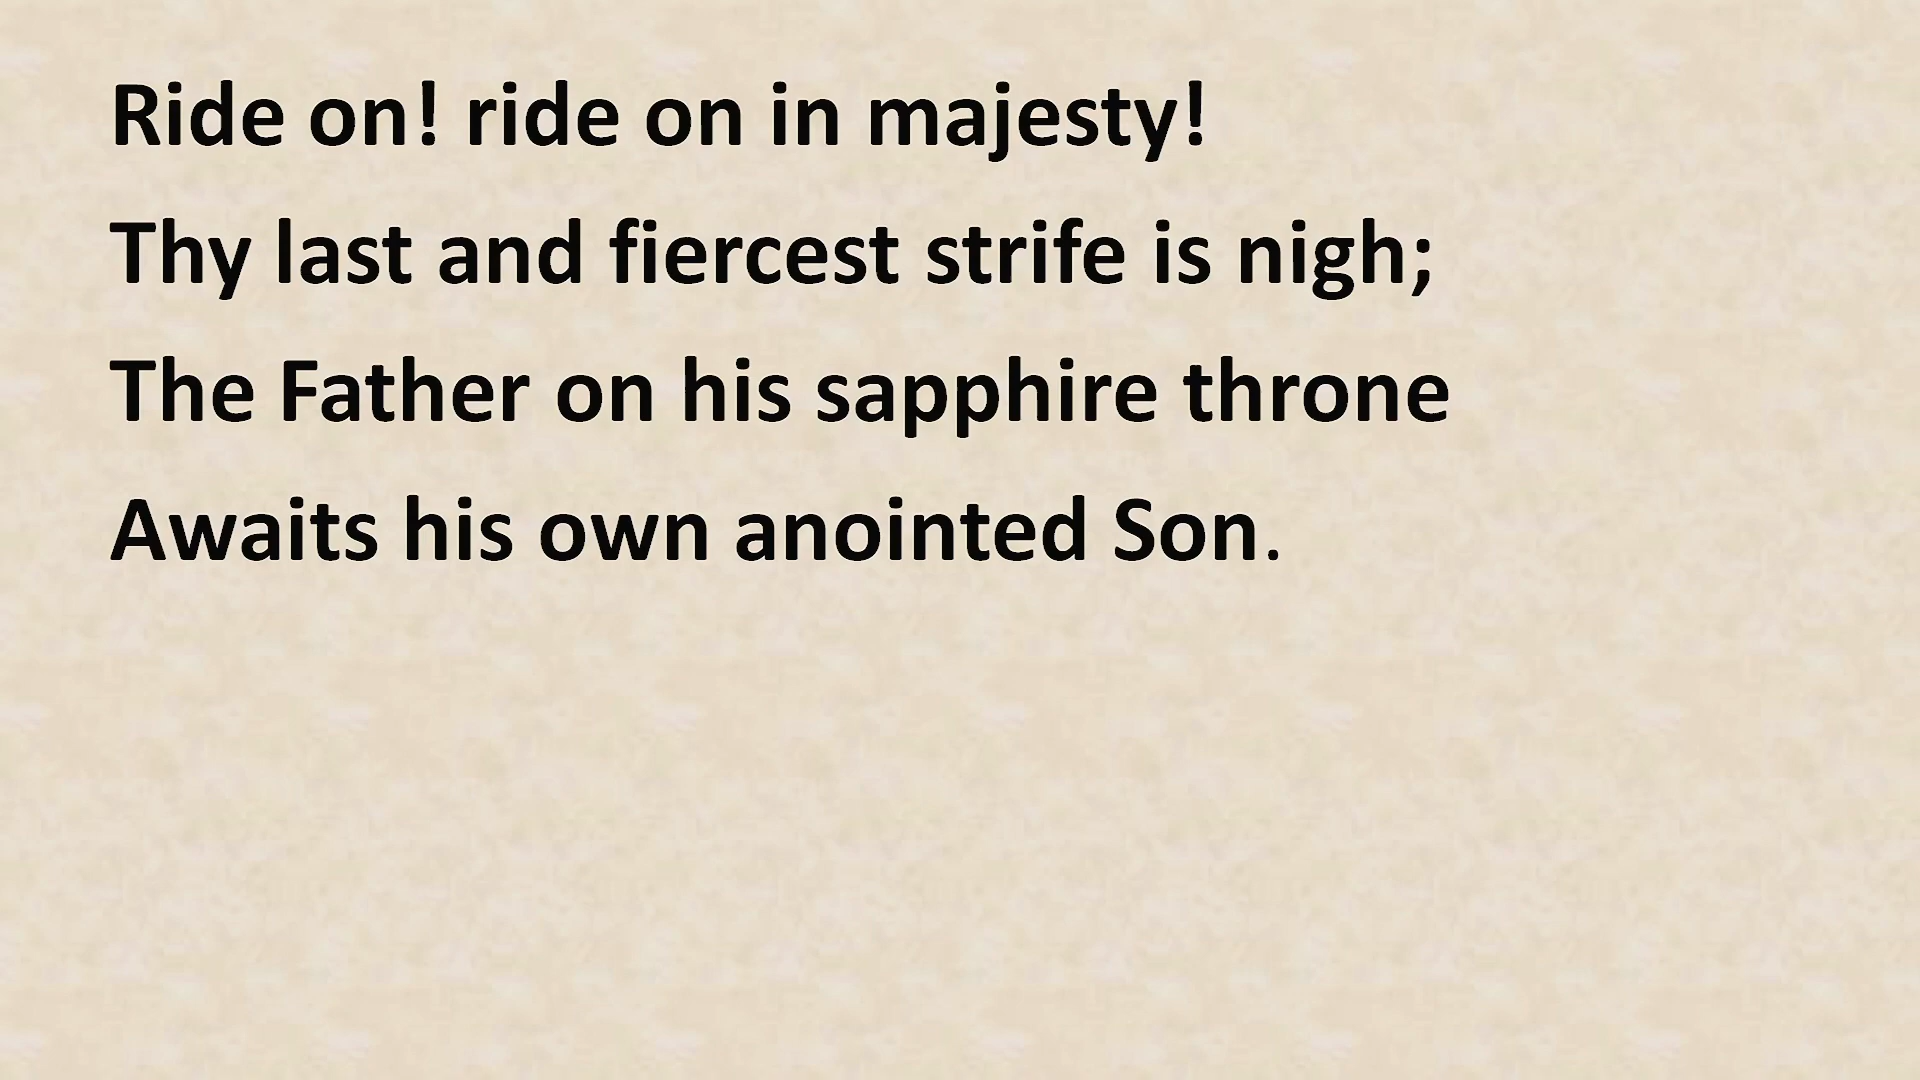 Ride on! ride on in majesty!
Thy last and fiercest strife is nigh;
The Father on his sapphire throne
Awaits his own anointed Son.